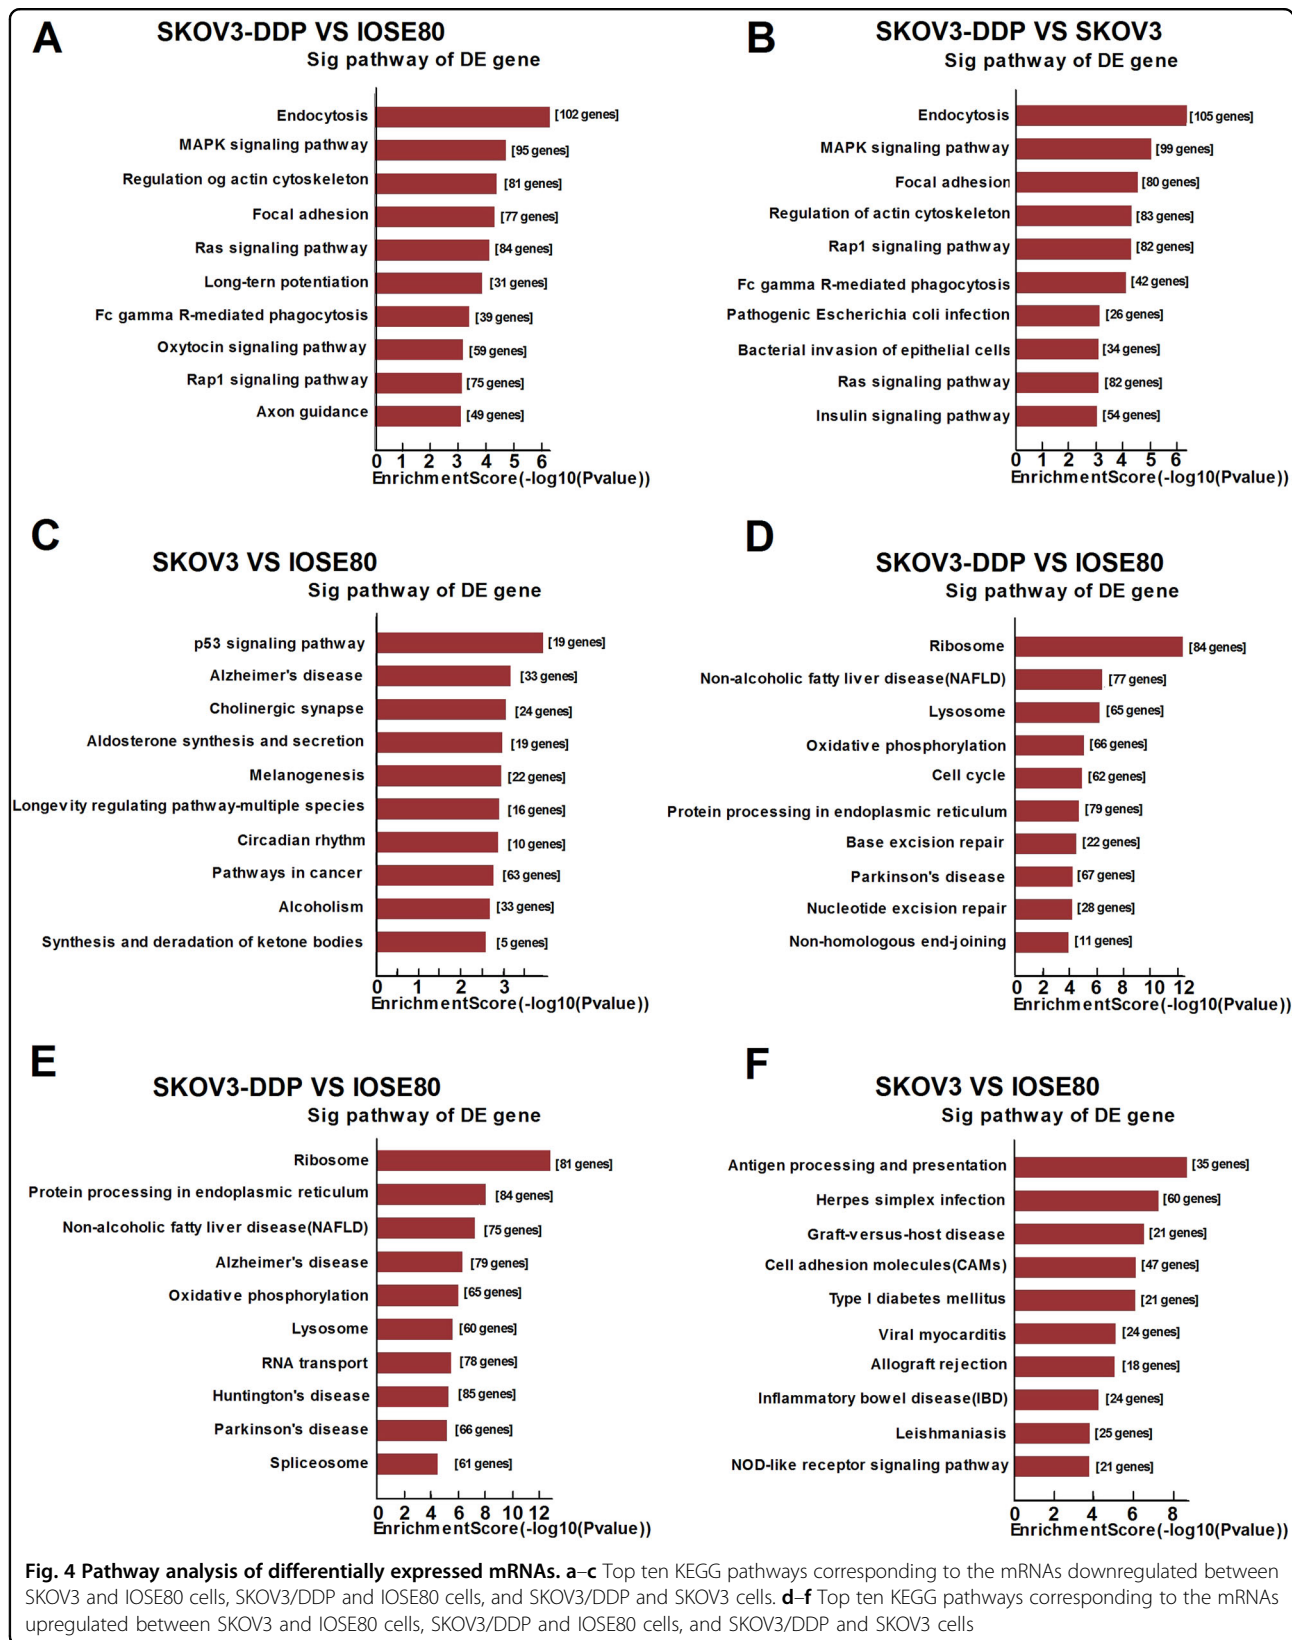 A
SKOV3-DDP VS IOSE80
Sig pathway of DE gene
Endocytosis [102 genes]
MAPK signaling pathway [95 genes]
Regulation og actin cytoskeleton [81 genes]
Focal adhesion [77 genes]
Ras signaling pathway [84 genes]
Long-tern potentiation [31 genes]
Fc gamma R-mediated phagocytosis [39 genes]
Oxytocin signaling pathway [59 genes]
Rap1 signaling pathway [75 genes]
Axon guidance [49 genes]
0 1 2 3 4 5 6
EnrichmentScore(-log10(Pvalue))
B
SKOV3-DDP VS SKOV3
Sig pathway of DE gene
Endocytosis [105 genes]
MAPK signaling pathway [99 genes]
Focal adhesion [80 genes]
Regulation of actin cytoskeleton [83 genes]
Rap1 signaling pathway [82 genes]
Fc gamma R-mediated phagocytosis [42 genes]
Pathogenic Escherichia coli infection [26 genes]
Bacterial invasion of epithelial cells [34 genes]
Ras signaling pathway [82 genes]
Insulin signaling pathway [54 genes]
0 1 2 3 4 5 6
EnrichmentScore(-log10(Pvalue))
C
SKOV3 VS IOSE80
Sig pathway of DE gene
p53 signaling pathway [19 genes]
Alzheimer's disease [33 genes]
Cholinergic synapse [24 genes]
Aldosterone synthesis and secretion [19 genes]
Melanogenesis [22 genes]
Longevity regulating pathway-multiple species [16 genes]
Circadian rhythm [10 genes]
Pathways in cancer [63 genes]
Alcoholism [33 genes]
Synthesis and deradation of ketone bodies [5 genes]
0 1 2 3
EnrichmentScore(-log10(Pvalue))
D
SKOV3-DDP VS IOSE80
Sig pathway of DE gene
Ribosome [84 genes]
Non-alcoholic fatty liver disease(NAFLD) [77 genes]
Lysosome [65 genes]
Oxidative phosphorylation [66 genes]
Cell cycle [62 genes]
Protein processing in endoplasmic reticulum [79 genes]
Base excision repair [22 genes]
Parkinson's disease [67 genes]
Nucleotide excision repair [28 genes]
Non-homologous end-joining [11 genes]
0 2 4 6 8 10 12
EnrichmentScore(-log10(Pvalue))
E
SKOV3-DDP VS IOSE80
Sig pathway of DE gene
Ribosome [81 genes]
Protein processing in endoplasmic reticulum [84 genes]
Non-alcoholic fatty liver disease(NAFLD) [75 genes]
Alzheimer's disease [79 genes]
Oxidative phosphorylation [65 genes]
Lysosome [60 genes]
RNA transport [78 genes]
Huntington's disease [85 genes]
Parkinson's disease [66 genes]
Spliceosome [61 genes]
0 2 4 6 8 10 12
EnrichmentScore(-log10(Pvalue))
F
SKOV3 VS IOSE80
Sig pathway of DE gene
Antigen processing and presentation [35 genes]
Herpes simplex infection [60 genes]
Graft-versus-host disease [21 genes]
Cell adhesion molecules(CAMs) [47 genes]
Type I diabetes mellitus [21 genes]
Viral myocarditis [24 genes]
Allograft rejection [18 genes]
Inflammatory bowel disease(IBD) [24 genes]
Leishmaniasis [25 genes]
NOD-like receptor signaling pathway [21 genes]
0 2 4 6 8
EnrichmentScore(-log10(Pvalue))
Fig. 4 Pathway analysis of differentially expressed mRNAs. a–c Top ten KEGG pathways corresponding to the mRNAs downregulated between
SKOV3 and IOSE80 cells, SKOV3/DDP and IOSE80 cells, and SKOV3/DDP and SKOV3 cells. d–f Top ten KEGG pathways corresponding to the mRNAs
upregulated between SKOV3 and IOSE80 cells, SKOV3/DDP and IOSE80 cells, and SKOV3/DDP and SKOV3 cells